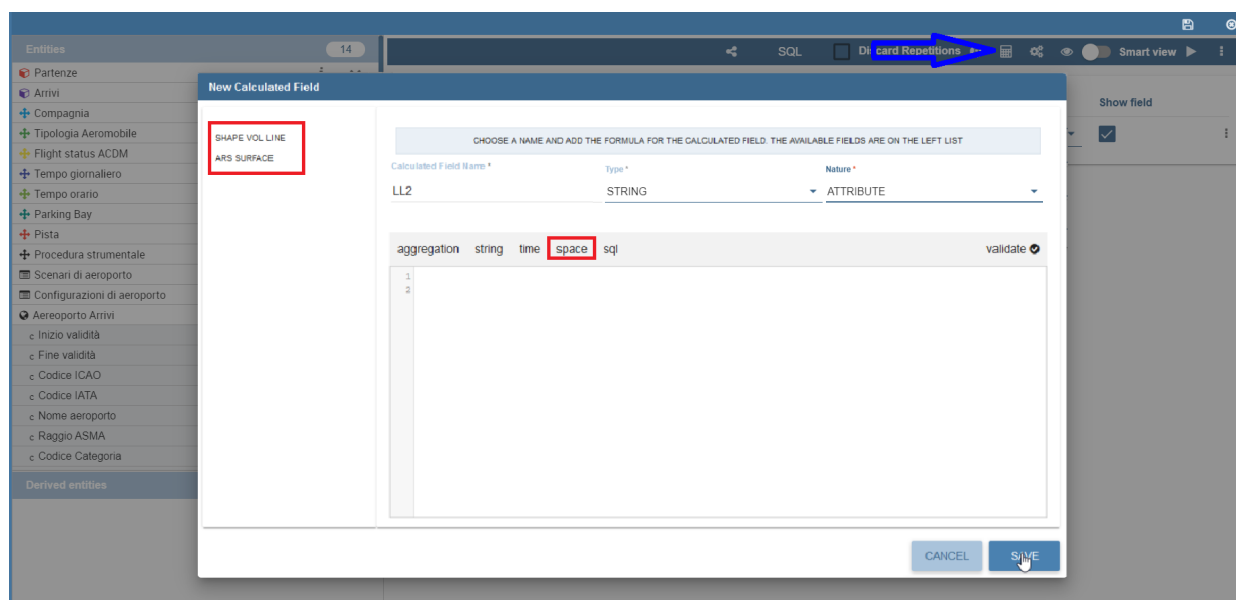 Entities 14
SQL Discard Repetitions Smart view
Partenze
Arrivi
Compagnia
Tipologia Aeromobile
Flight status ACDM
Tempo giornaliero
Tempo orario
Parking Bay
Pista
Procedura strumentale
Scenari di aeroporto
Configurazioni di aeroporto
Aereoporto Arrivi
c Inizio validità
c Fine validità
c Codice ICAO
c Codice IATA
c Nome aeroporto
c Raggio ASMA
c Codice Categoria
Derived entities
Show field
New Calculated Field
SHAPE VOL LINE
ARS SURFACE
CHOOSE A NAME AND ADD THE FORMULA FOR THE CALCULATED FIELD. THE AVAILABLE FIELDS ARE ON THE LEFT LIST
Calculated Field Name * Type * Nature *
LL2 STRING ATTRIBUTE
aggregation string time space sql validate
1
2
CANCEL SAVE